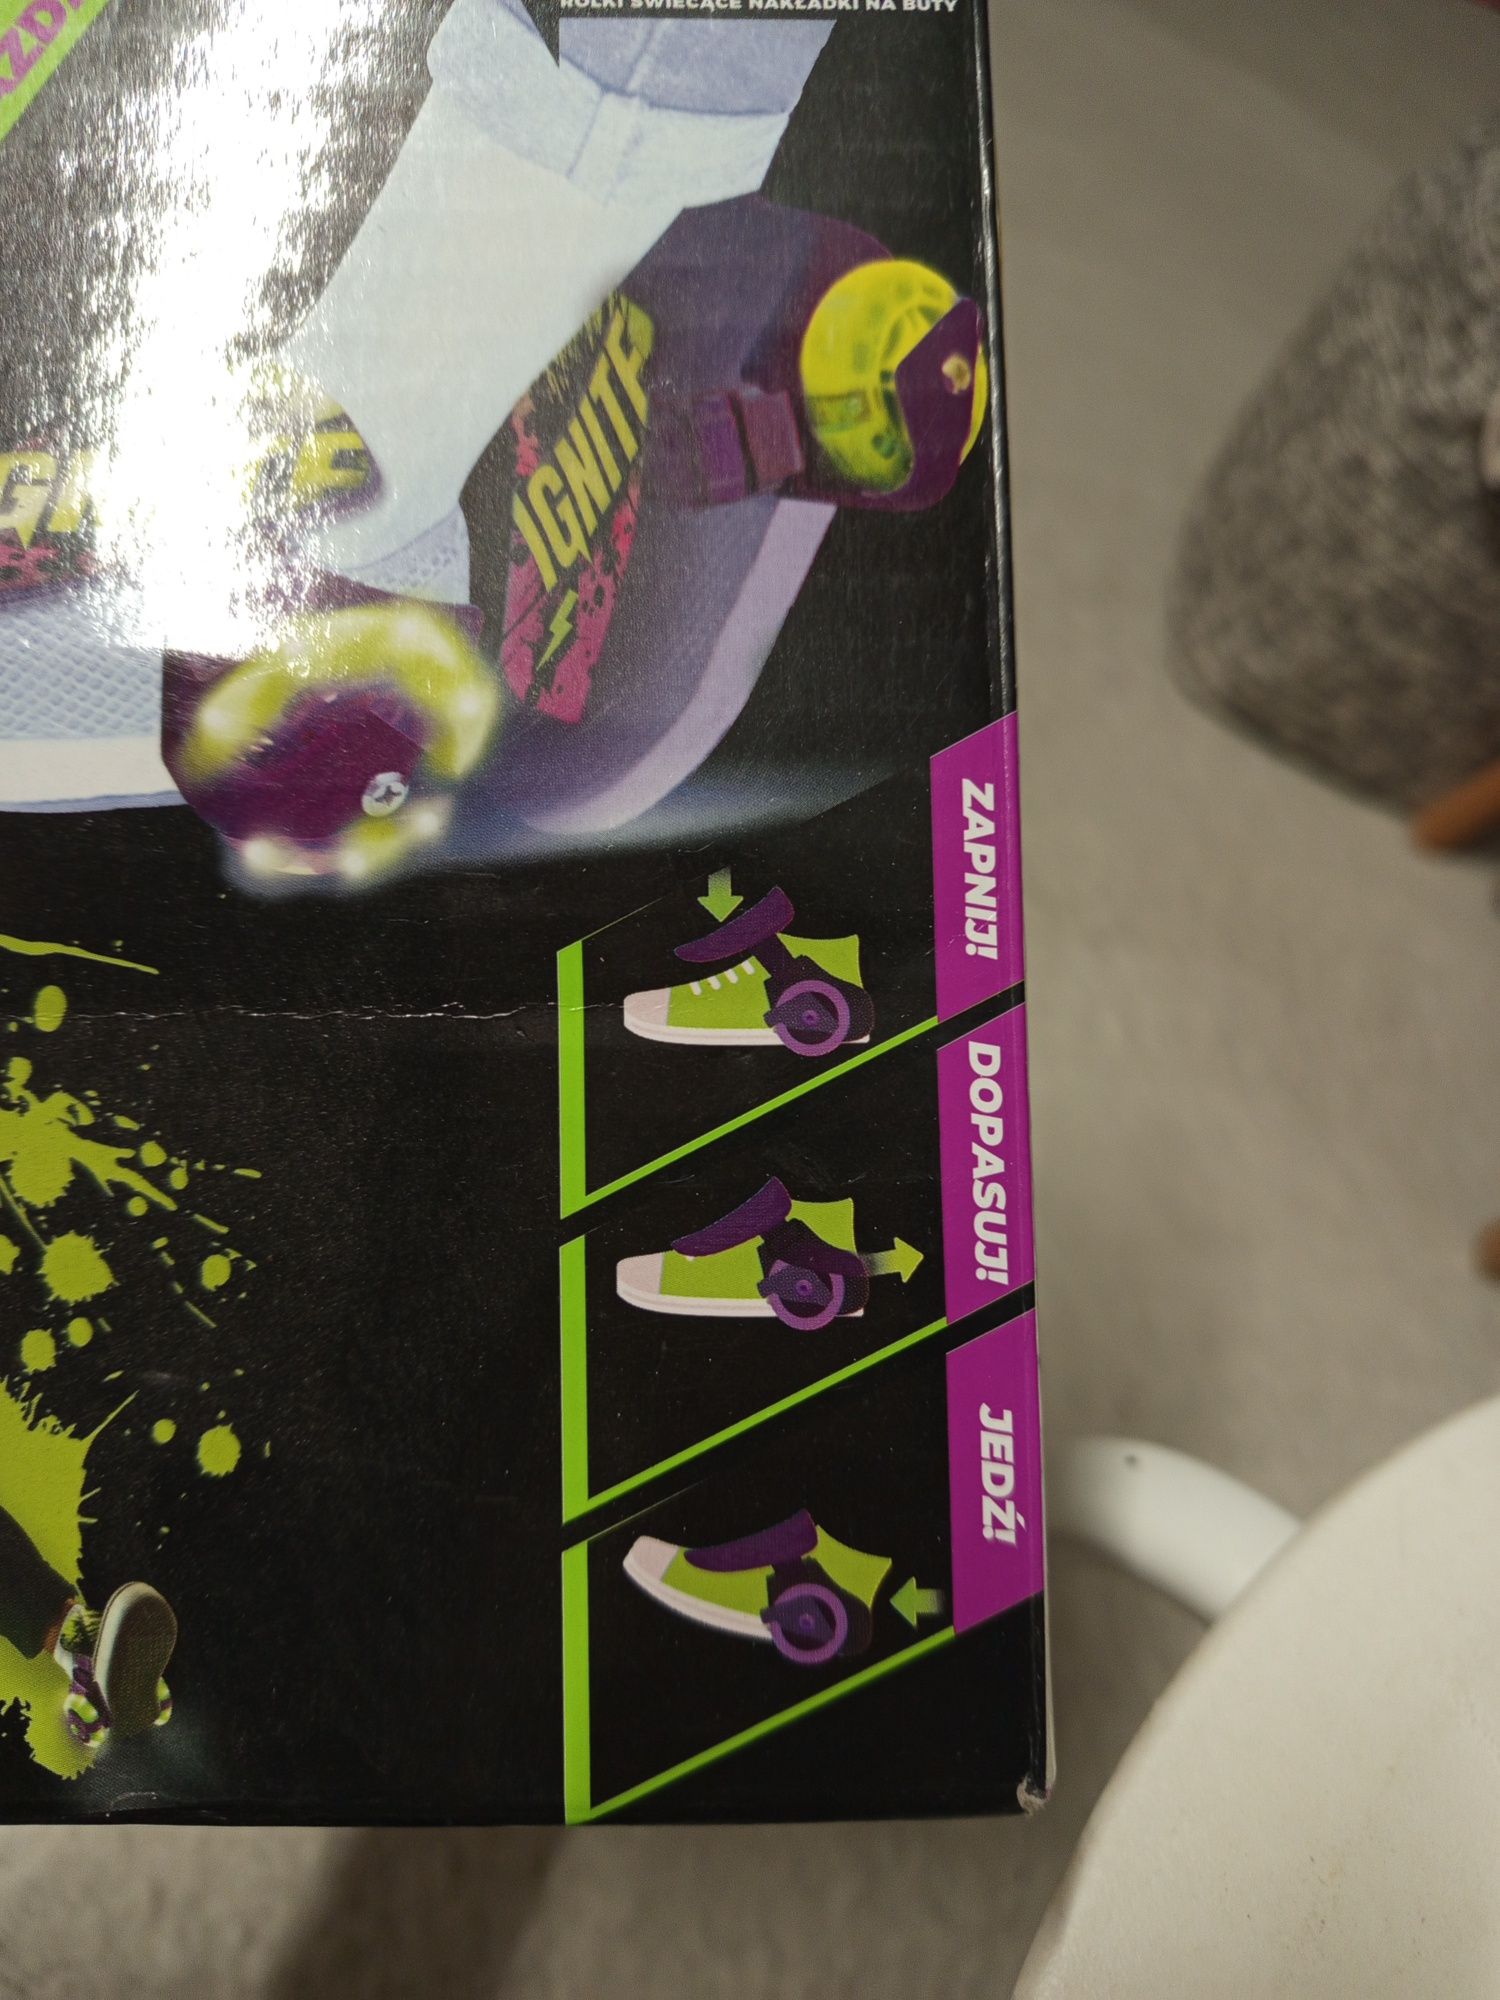 ROLKI ŚWIECĄCE NAKŁADKI NA BUTY
IGNITE
ZAPNIJ!
DOPASUJ!
JEDŹ!